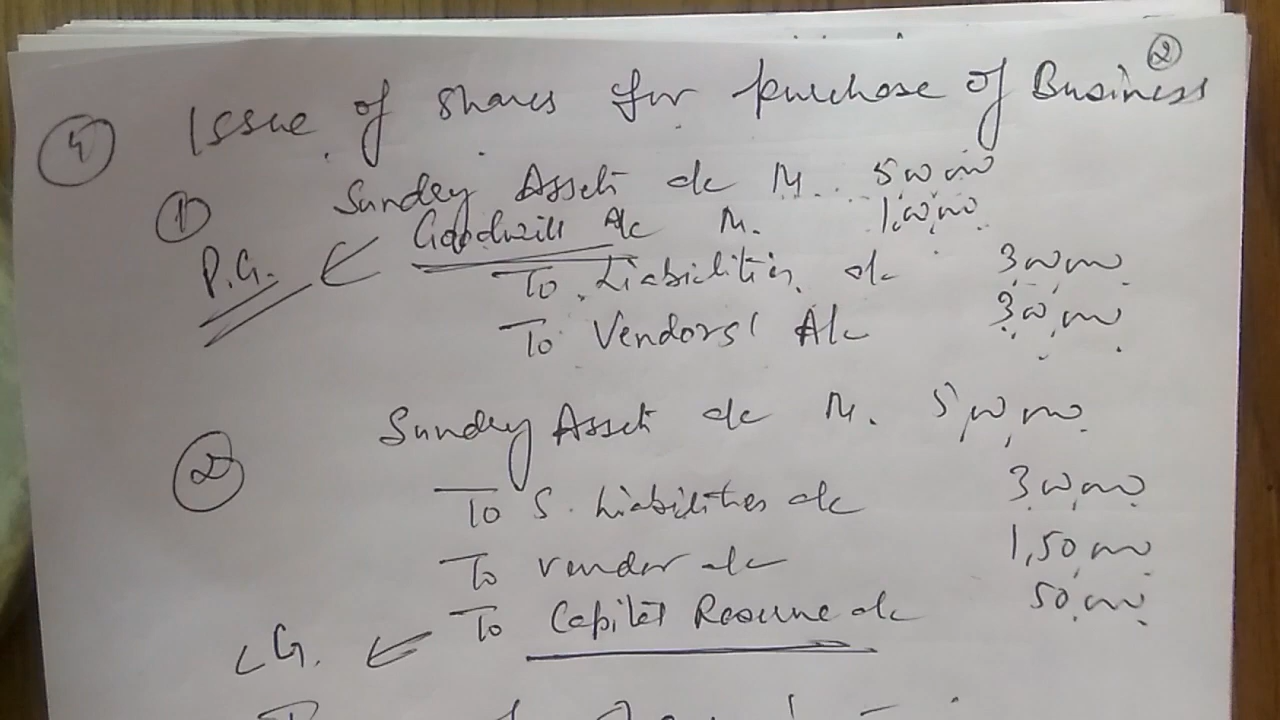 ②
④ Issue of shares for purchase of Business
① Sundry Assets a/c Dr. 5,00,000
P.G. ← Goodwill A/c Dr. 1,00,000
To Liabilities a/c 3,00,000
To Vendors' A/c 3,00,000
② Sundry Asset a/c Dr. 5,00,000
To S. Liabilities a/c 3,00,000
To vendor a/c 1,50,000
C.G. ← To Capital Reserve a/c 50,000